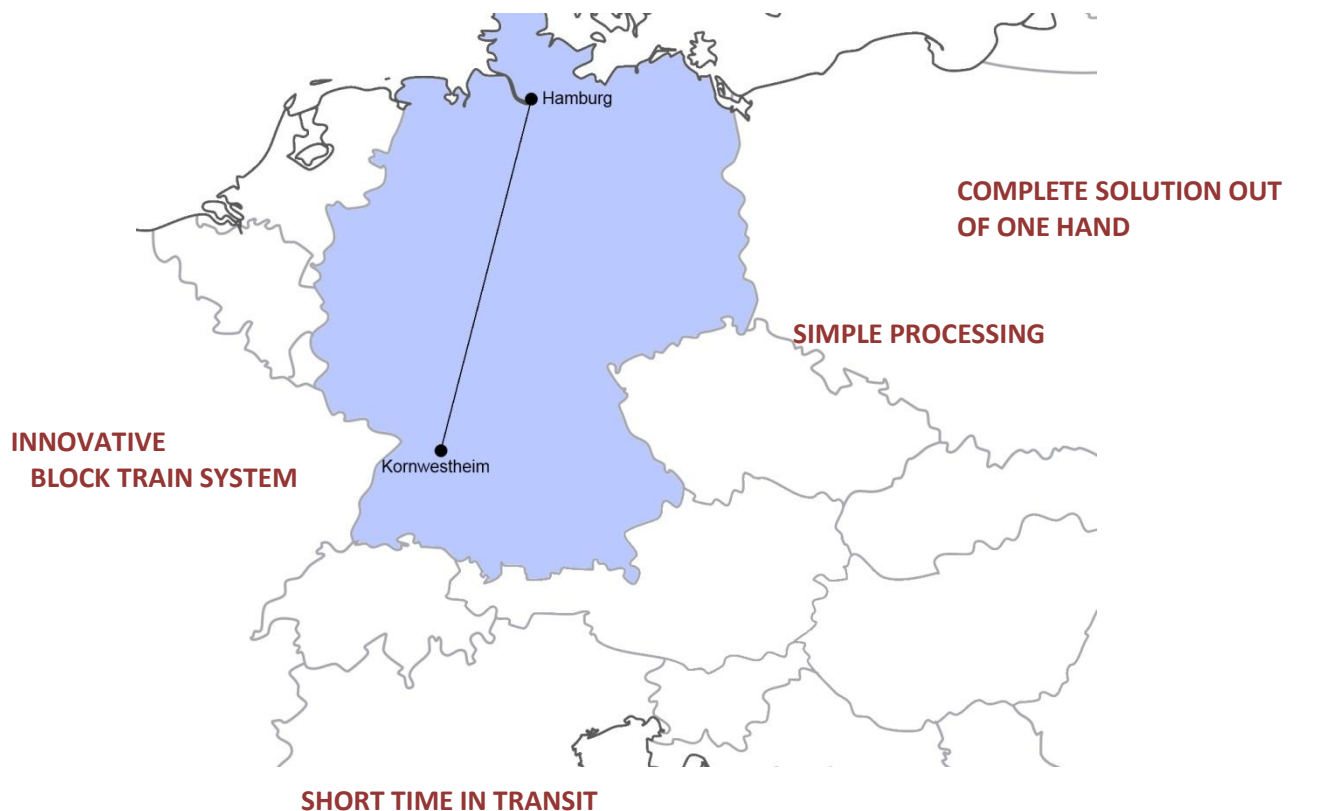 Hamburg
COMPLETE SOLUTION OUT
OF ONE HAND
SIMPLE PROCESSING
INNOVATIVE
BLOCK TRAIN SYSTEM
Kornwestheim
SHORT TIME IN TRANSIT